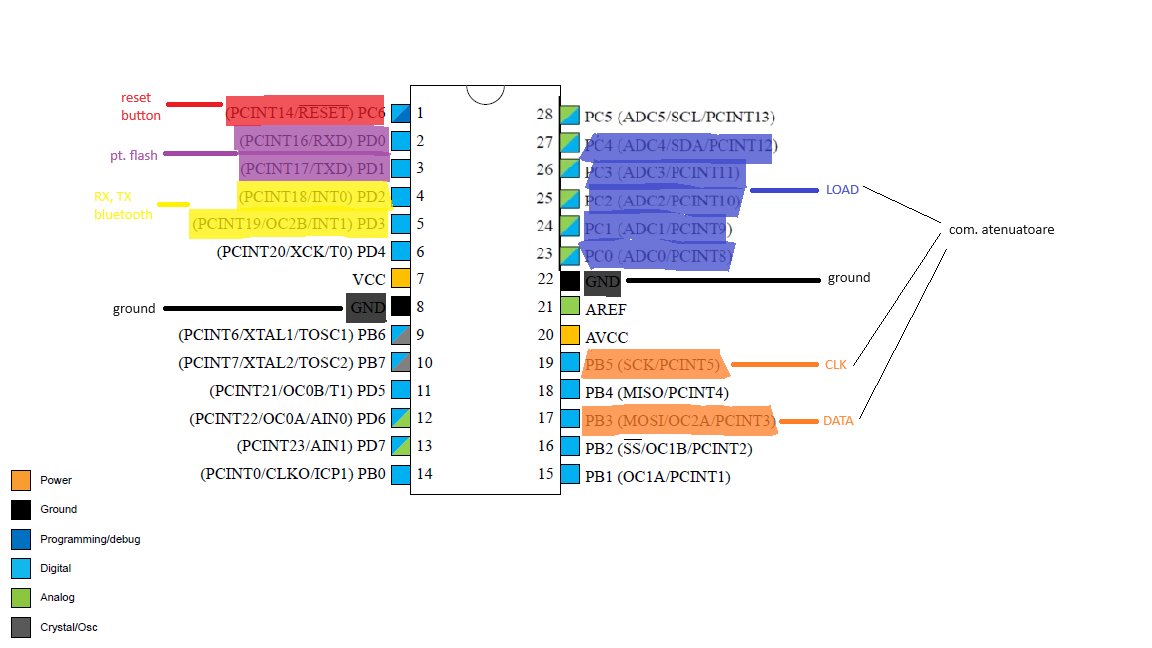 reset
button
(PCINT14/RESET) PC6 1
(PCINT16/RXD) PD0 2
pt. flash
(PCINT17/TXD) PD1 3
RX, TX
bluetooth
(PCINT18/INT0) PD2 4
(PCINT19/OC2B/INT1) PD3 5
(PCINT20/XCK/T0) PD4 6
VCC 7
ground
GND 8
(PCINT6/XTAL1/TOSC1) PB6 9
(PCINT7/XTAL2/TOSC2) PB7 10
(PCINT21/OC0B/T1) PD5 11
(PCINT22/OC0A/AIN0) PD6 12
(PCINT23/AIN1) PD7 13
(PCINT0/CLKO/ICP1) PB0 14
28 PC5 (ADC5/SCL/PCINT13)
27 PC4 (ADC4/SDA/PCINT12)
26 PC3 (ADC3/PCINT11)
25 PC2 (ADC2/PCINT10)
LOAD
24 PC1 (ADC1/PCINT9)
com. atenuatoare
23 PC0 (ADC0/PCINT8)
22 GND
ground
21 AREF
20 AVCC
19 PB5 (SCK/PCINT5)
CLK
18 PB4 (MISO/PCINT4)
17 PB3 (MOSI/OC2A/PCINT3)
DATA
16 PB2 (SS/OC1B/PCINT2)
15 PB1 (OC1A/PCINT1)
Power
Ground
Programming/debug
Digital
Analog
Crystal/Osc